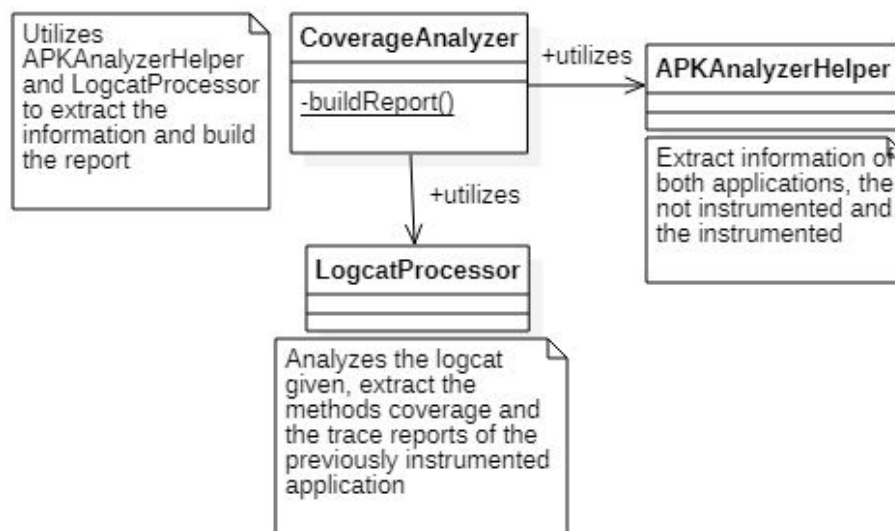 Utilizes
APKAnalyzerHelper
and LogcatProcessor
to extract the
information and build
the report
CoverageAnalyzer
-buildReport()
+utilizes
APKAnalyzerHelper
Extract information of
both applications, the
not instrumented and
the instrumented
+utilizes
LogcatProcessor
Analyzes the logcat
given, extract the
methods coverage and
the trace reports of the
previously instrumented
application